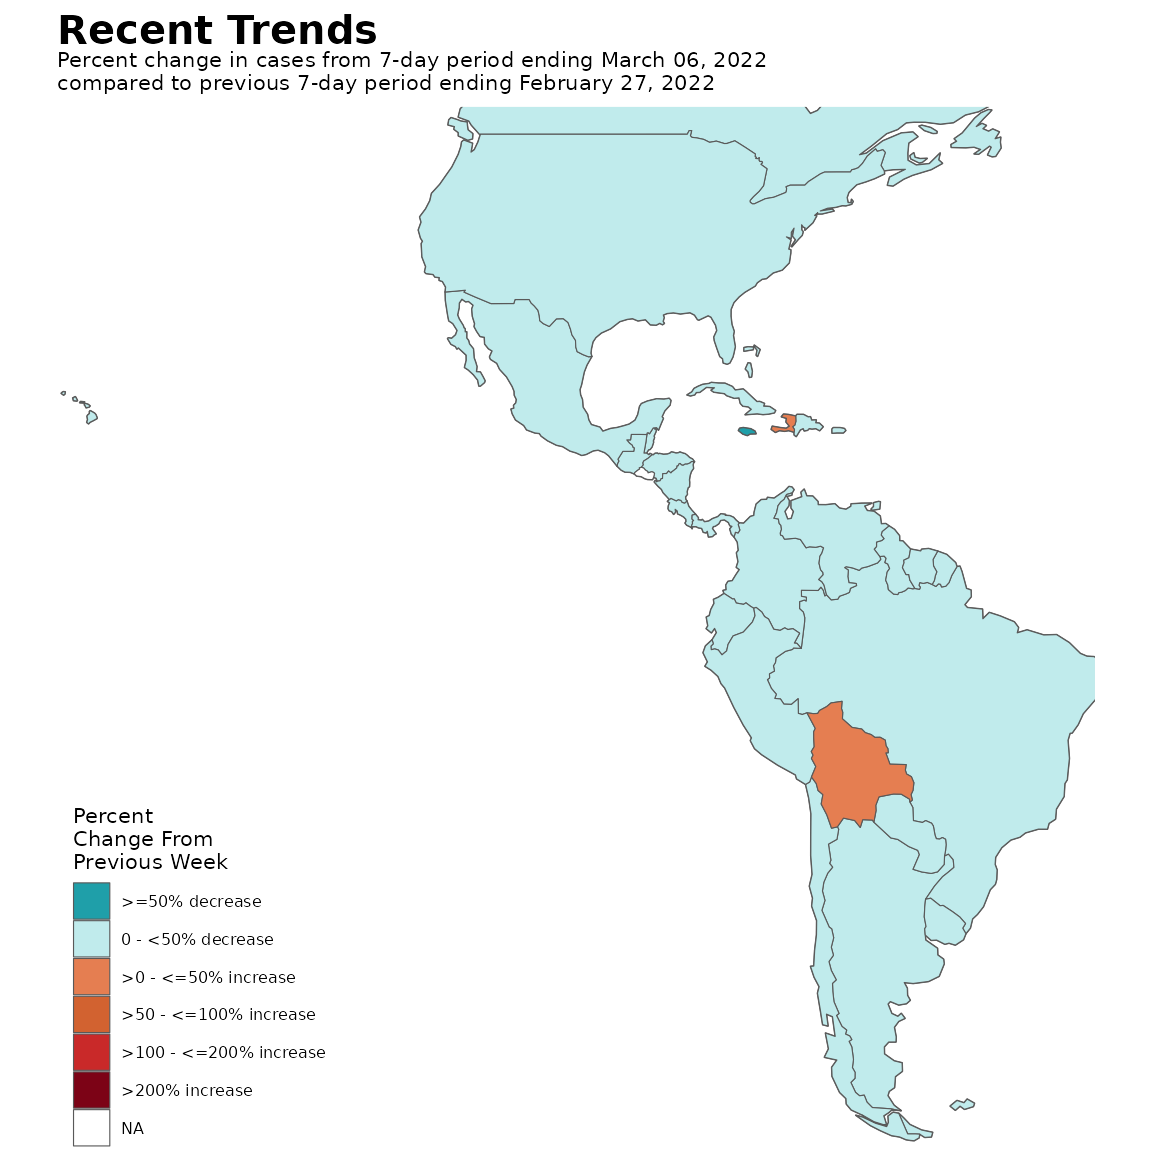 Recent Trends
Percent change in cases from 7-day period ending March 06, 2022
compared to previous 7-day period ending February 27, 2022
Percent
Change From
Previous Week
>=50% decrease
0 - <50% decrease
>0 - <=50% increase
>50 - <=100% increase
>100 - <=200% increase
>200% increase
NA